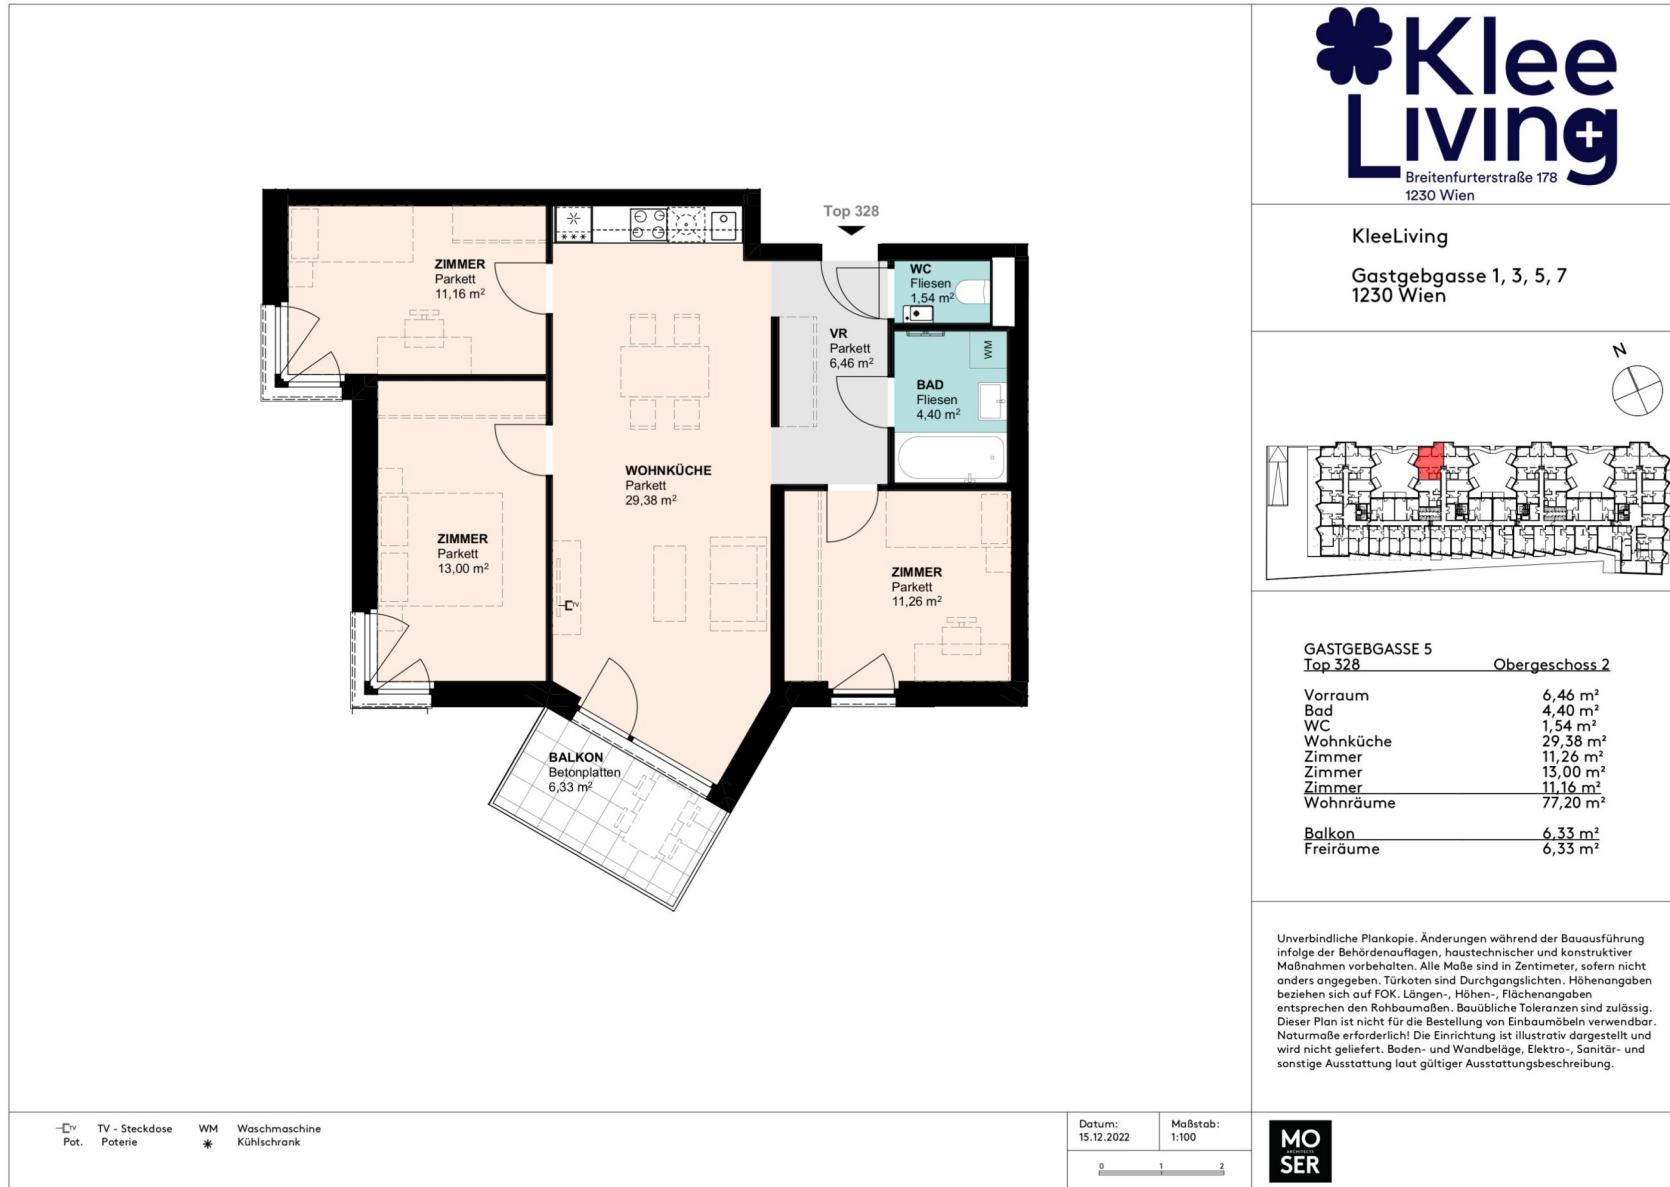 Klee
Living
Breitenfurterstraße 178
1230 Wien
KleeLiving
Gastgebgasse 1, 3, 5, 7
1230 Wien
N
Top 328
ZIMMER
Parkett
11,16 m²
WC
Fliesen
1,54 m²
VR
Parkett
6,46 m²
WM
BAD
Fliesen
4,40 m²
WOHNKÜCHE
Parkett
29,38 m²
ZIMMER
Parkett
13,00 m²
ZIMMER
Parkett
11,26 m²
TV
BALKON
Betonplatten
6,33 m²
GASTGEBGASSE 5
Top 328 Obergeschoss 2
Vorraum 6,46 m²
Bad 4,40 m²
WC 1,54 m²
Wohnküche 29,38 m²
Zimmer 11,26 m²
Zimmer 13,00 m²
Zimmer 11,16 m²
Wohnräume 77,20 m²
Balkon 6,33 m²
Freiräume 6,33 m²
Unverbindliche Plankopie. Änderungen während der Bauausführung
infolge der Behördenauflagen, haustechnischer und konstruktiver
Maßnahmen vorbehalten. Alle Maße sind in Zentimeter, sofern nicht
anders angegeben. Türkoten sind Durchgangslichten. Höhenangaben
beziehen sich auf FOK. Längen-, Höhen-, Flächenangaben
entsprechen den Rohbaumaßen. Bauübliche Toleranzen sind zulässig.
Dieser Plan ist nicht für die Bestellung von Einbaumöbeln verwendbar.
Naturmaße erforderlich! Die Einrichtung ist illustrativ dargestellt und
wird nicht geliefert. Boden- und Wandbeläge, Elektro-, Sanitär- und
sonstige Ausstattung laut gültiger Ausstattungsbeschreibung.
TV TV - Steckdose WM Waschmaschine
Pot. Poterie Kühlschrank
Datum: Maßstab:
15.12.2022 1:100
0 1 2
MO
ARCHITECTS
SER